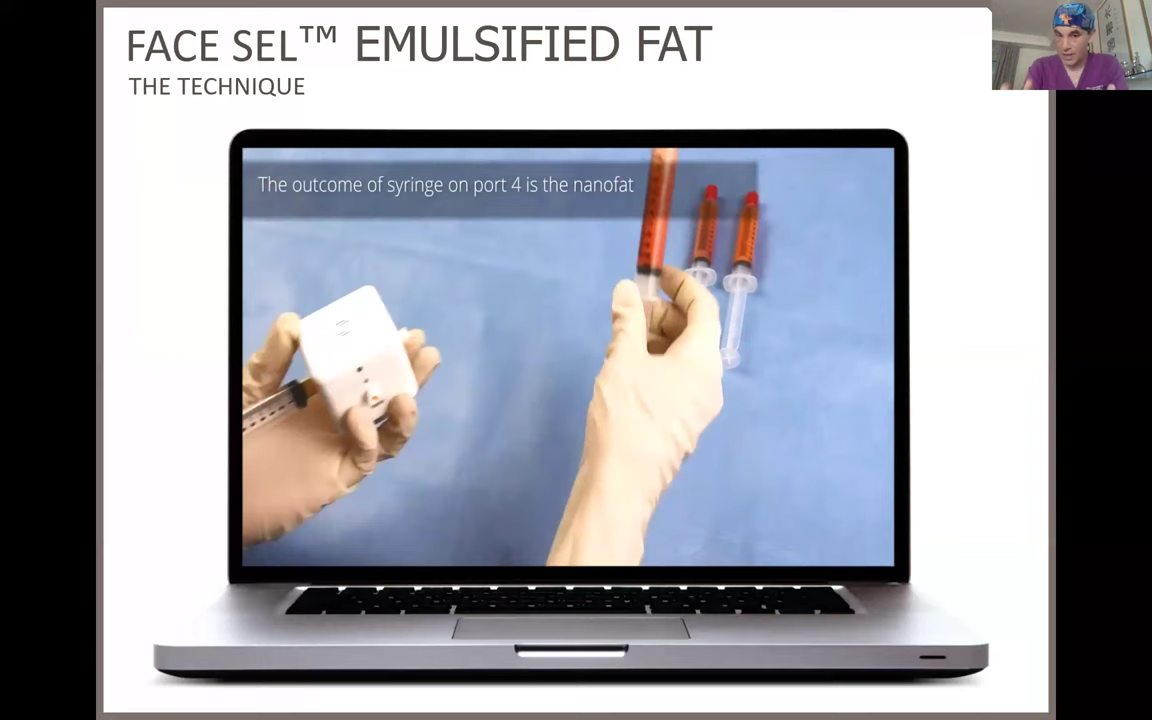 FACE SEL™ EMULSIFIED FAT
THE TECHNIQUE
The outcome of syringe on port 4 is the nanofat